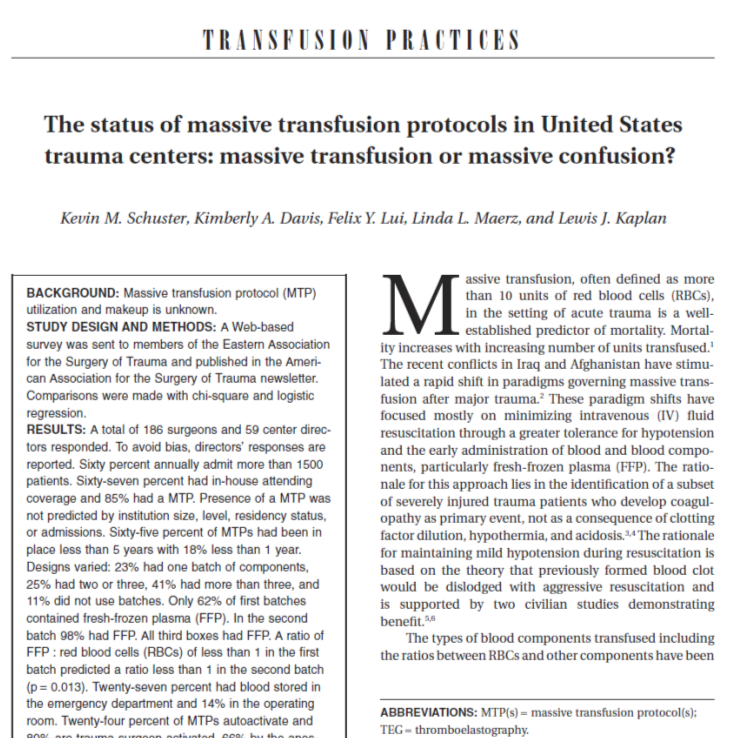 TRANSFUSION PRACTICES
The status of massive transfusion protocols in United States
trauma centers: massive transfusion or massive confusion?
Kevin M. Schuster, Kimberly A. Davis, Felix Y. Lui, Linda L. Maerz, and Lewis J. Kaplan
BACKGROUND: Massive transfusion protocol (MTP)
utilization and makeup is unknown.
STUDY DESIGN AND METHODS: A Web-based
survey was sent to members of the Eastern Association
for the Surgery of Trauma and published in the Ameri-
can Association for the Surgery of Trauma newsletter.
Comparisons were made with chi-square and logistic
regression.
RESULTS: A total of 186 surgeons and 59 center direc-
tors responded. To avoid bias, directors' responses are
reported. Sixty percent annually admit more than 1500
patients. Sixty-seven percent had in-house attending
coverage and 85% had a MTP. Presence of a MTP was
not predicted by institution size, level, residency status,
or admissions. Sixty-five percent of MTPs had been in
place less than 5 years with 18% less than 1 year.
Designs varied: 23% had one batch of components,
25% had two or three, 41% had more than three, and
11% did not use batches. Only 62% of first batches
contained fresh-frozen plasma (FFP). In the second
batch 98% had FFP. All third boxes had FFP. A ratio of
FFP : red blood cells (RBCs) of less than 1 in the first
batch predicted a ratio less than 1 in the second batch
(p = 0.013). Twenty-seven percent had blood stored in
the emergency department and 14% in the operating
room. Twenty-four percent of MTPs autoactivate and
80% are trauma surgeon activated, 66% by the anes-
Massive transfusion, often defined as more
than 10 units of red blood cells (RBCs),
in the setting of acute trauma is a well-
established predictor of mortality. Mortal-
ity increases with increasing number of units transfused.1
The recent conflicts in Iraq and Afghanistan have stimu-
lated a rapid shift in paradigms governing massive trans-
fusion after major trauma.2 These paradigm shifts have
focused mostly on minimizing intravenous (IV) fluid
resuscitation through a greater tolerance for hypotension
and the early administration of blood and blood compo-
nents, particularly fresh-frozen plasma (FFP). The ratio-
nale for this approach lies in the identification of a subset
of severely injured trauma patients who develop coagul-
opathy as primary event, not as a consequence of clotting
factor dilution, hypothermia, and acidosis.3,4 The rationale
for maintaining mild hypotension during resuscitation is
based on the theory that previously formed blood clot
would be dislodged with aggressive resuscitation and
is supported by two civilian studies demonstrating
benefit.5,6
The types of blood components transfused including
the ratios between RBCs and other components have been
ABBREVIATIONS: MTP(s) = massive transfusion protocol(s);
TEG = thromboelastography.